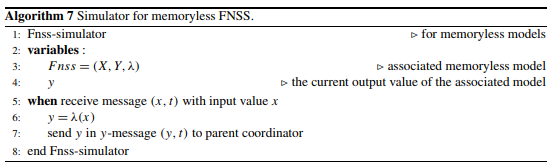 Algorithm 7 Simulator for memoryless FNSS.
1: Fnss-simulator ▹ for memoryless models
2: variables :
3: Fnss = (X, Y, λ) ▹ associated memoryless model
4: y ▹ the current output value of the associated model
5: when receive message (x, t) with input value x
6: y = λ(x)
7: send y in y-message (y, t) to parent coordinator
8: end Fnss-simulator